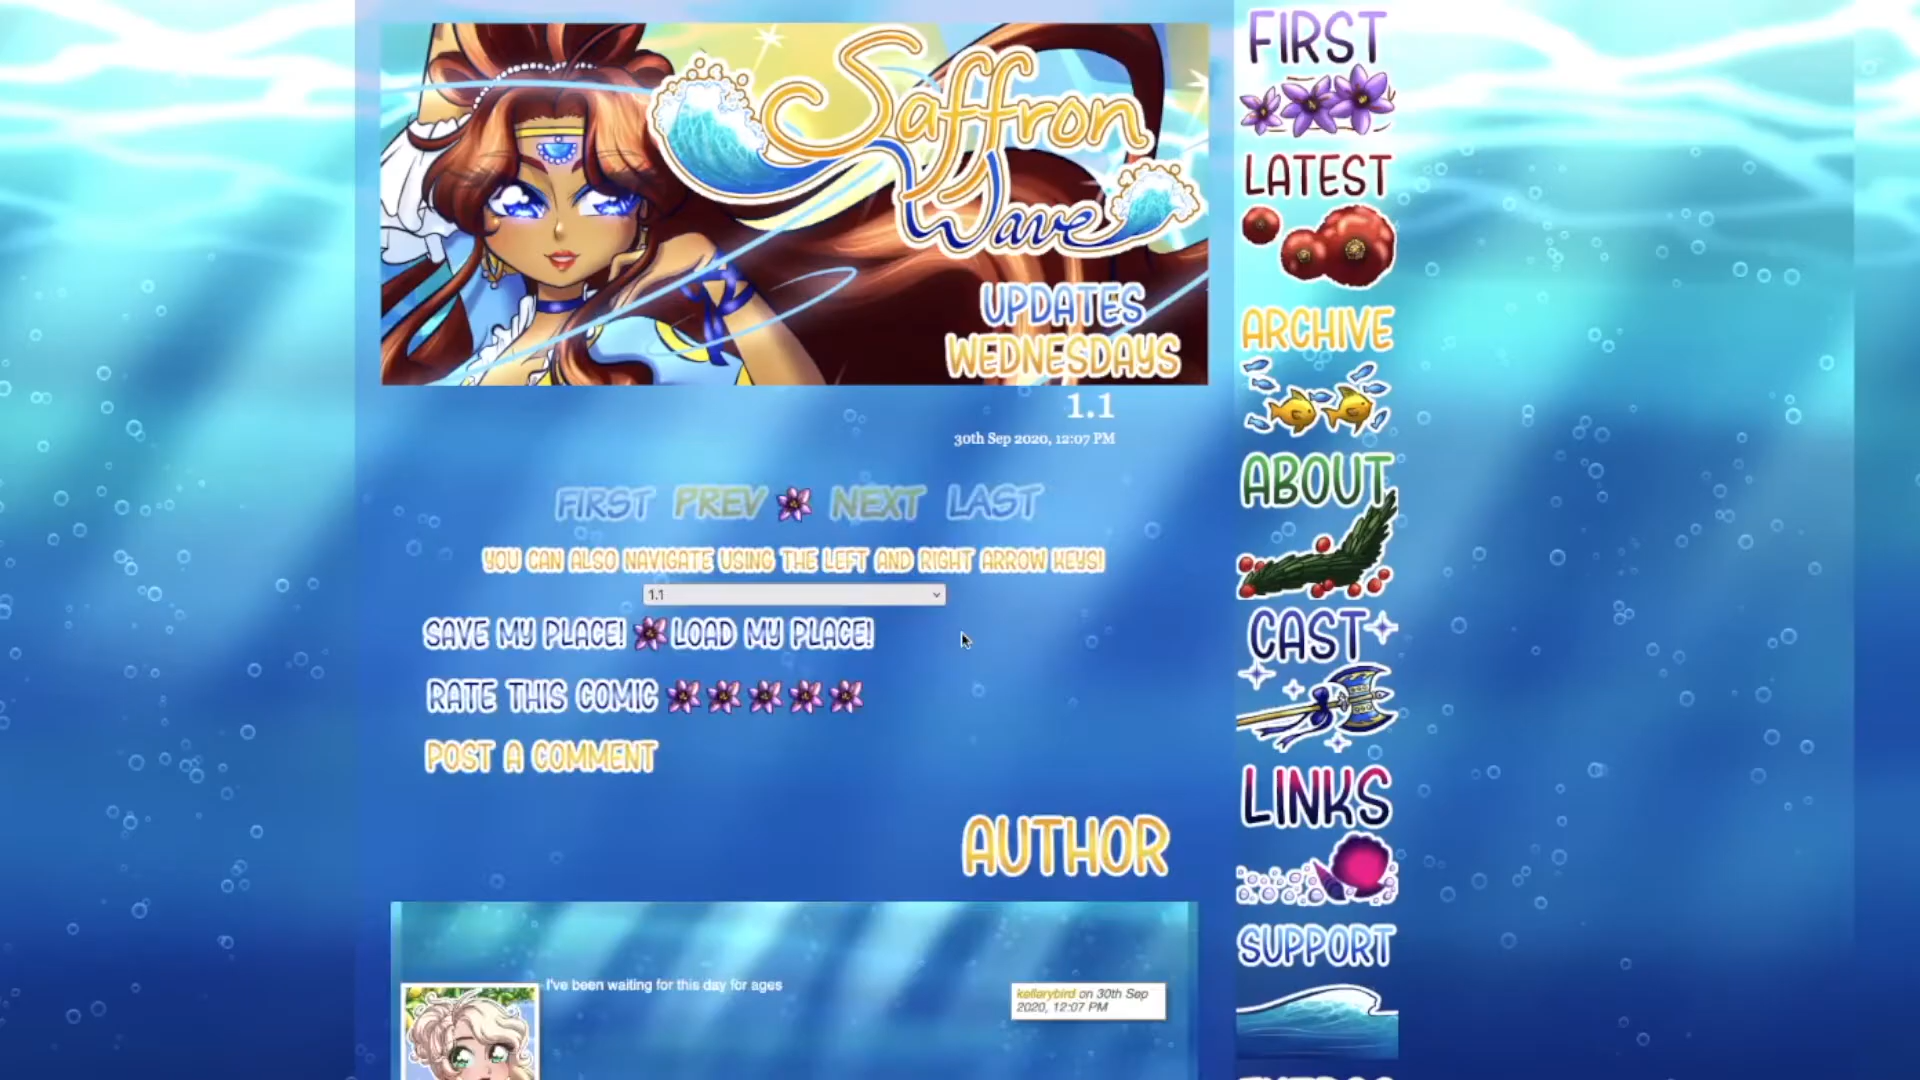 Saffron
Wave
UPDATES
WEDNESDAYS
1.1
30th Sep 2020, 12:07 PM
FIRST PREV NEXT LAST
YOU CAN ALSO NAVIGATE USING THE LEFT AND RIGHT ARROW KEYS!
1.1
SAVE MY PLACE! LOAD MY PLACE!
RATE THIS COMIC
POST A COMMENT
AUTHOR
I've been waiting for this day for ages
kellarybird on 30th Sep
2020, 12:07 PM
FIRST
LATEST
ARCHIVE
ABOUT
CAST
LINKS
SUPPORT